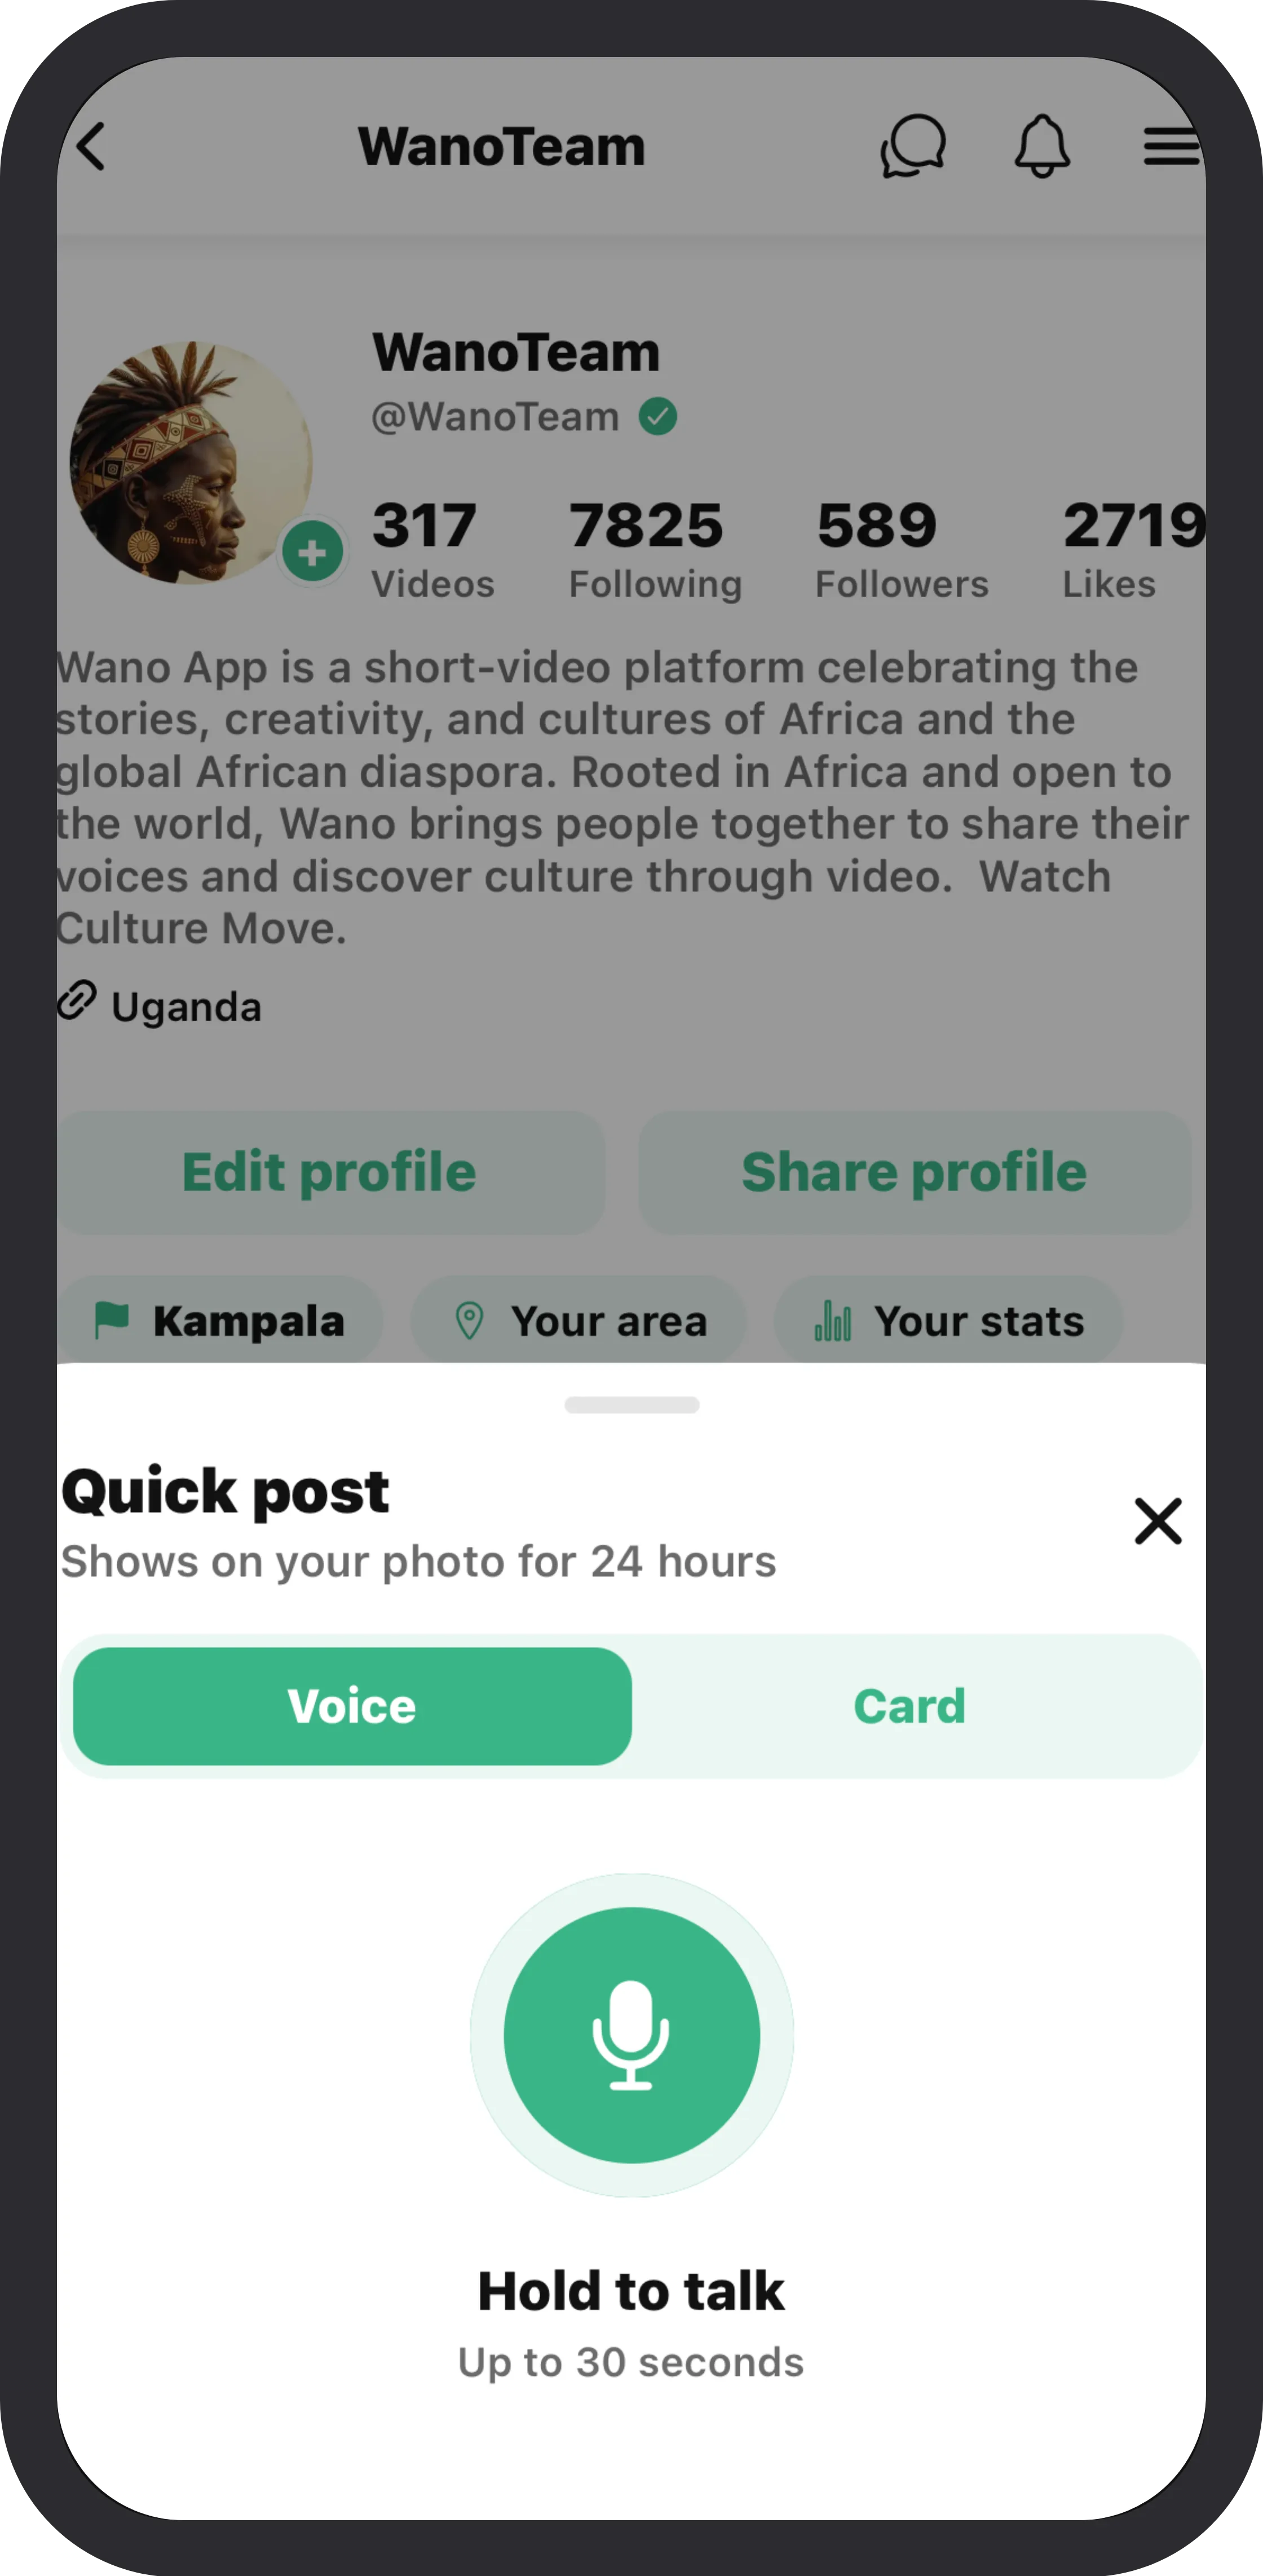 WanoTeam
WanoTeam
@WanoTeam
317 7825 589 2719
Videos Following Followers Likes
Wano App is a short-video platform celebrating the
stories, creativity, and cultures of Africa and the
global African diaspora. Rooted in Africa and open to
the world, Wano brings people together to share their
voices and discover culture through video.  Watch
Culture Move.
Uganda
Edit profile Share profile
Kampala Your area Your stats
Quick post
Shows on your photo for 24 hours
Voice Card
Hold to talk
Up to 30 seconds